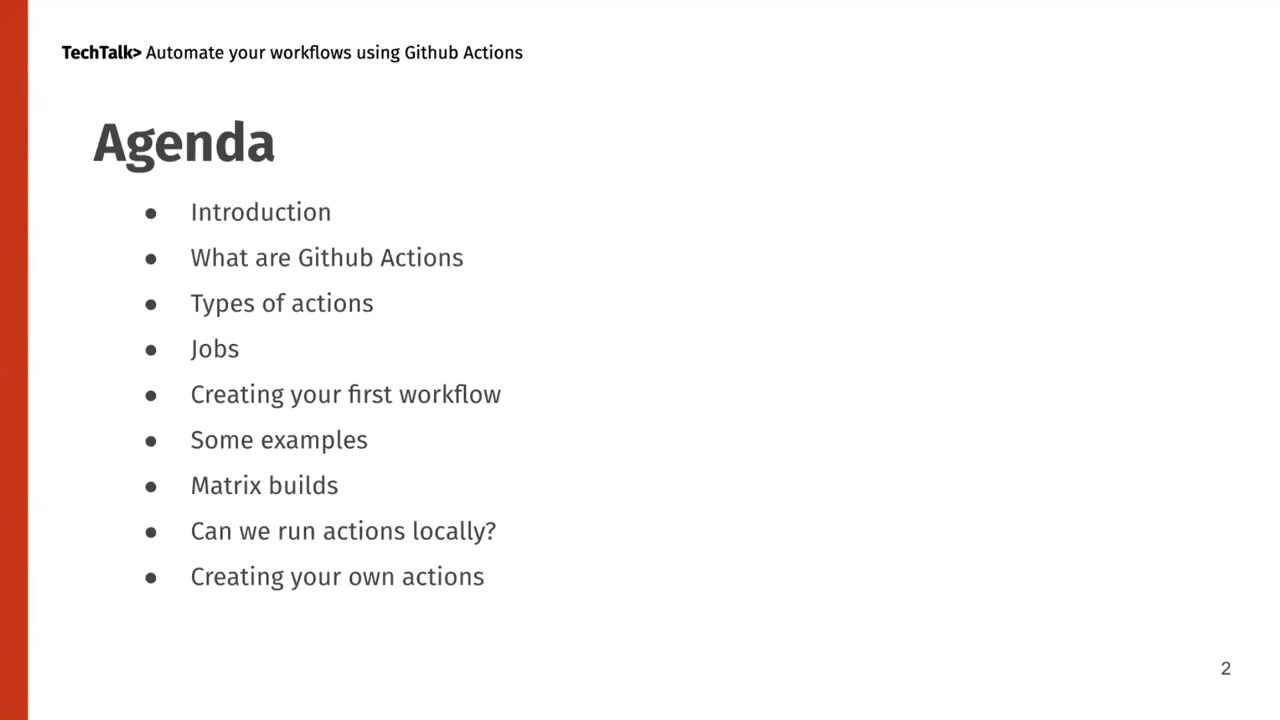 TechTalk> Automate your workflows using Github Actions
Agenda
● Introduction
● What are Github Actions
● Types of actions
● Jobs
● Creating your first workflow
● Some examples
● Matrix builds
● Can we run actions locally?
● Creating your own actions
2